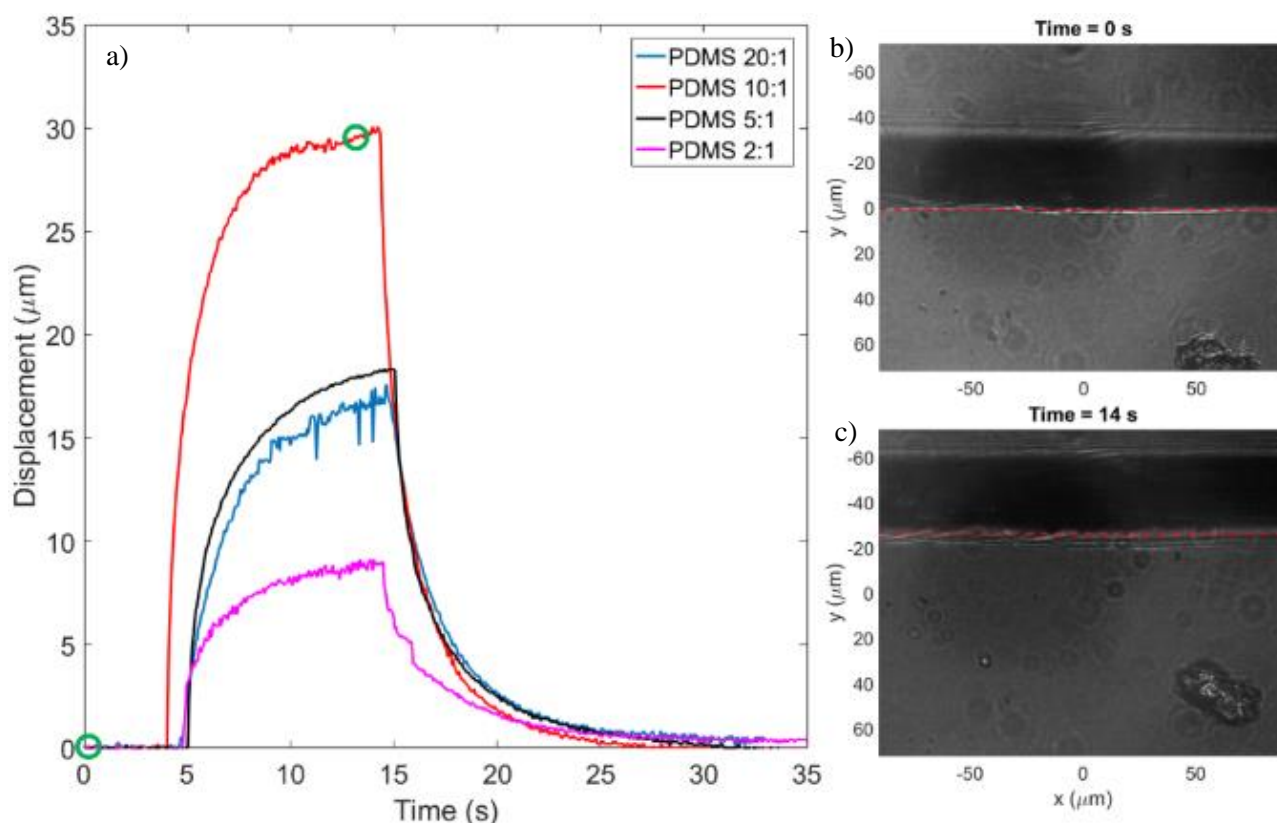 a)
PDMS 20:1
PDMS 10:1
PDMS 5:1
PDMS 2:1
Displacement (μm)
35
30
25
20
15
10
5
0
0 5 10 15 20 25 30 35
Time (s)
b)
Time = 0 s
y (μm)
-60
-40
-20
0
20
40
60
-50 0 50
c)
Time = 14 s
y (μm)
-60
-40
-20
0
20
40
60
-50 0 50
x (μm)